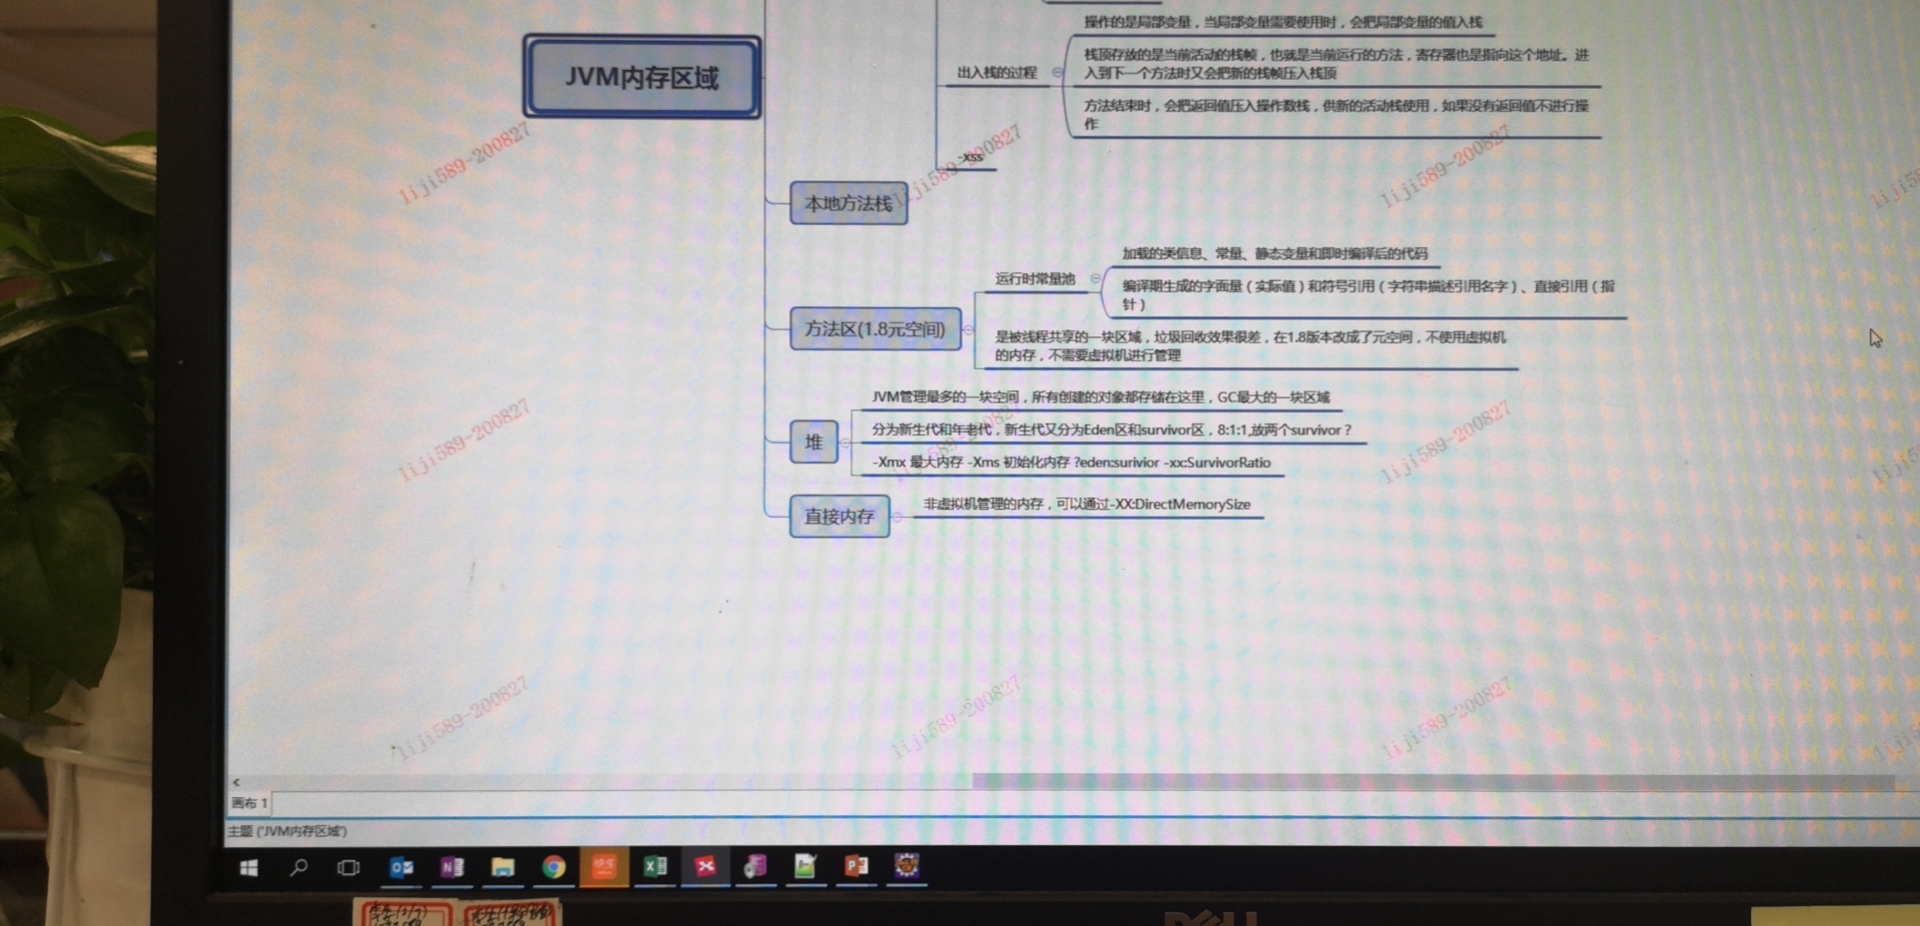 操作的是局部变量，当局部变量需要使用时，会把局部变量的值入栈
JVM内存区域
栈顶存放的是当前活动的栈帧，也就是当前运行的方法，寄存器也是指向这个地址。进
入到下一个方法时又会把新的栈帧压入栈顶
出入栈的过程
方法结束时，会把返回值压入操作数栈，供新的活动栈使用，如果没有返回值不进行操
作
-xss
本地方法栈
加载的类信息、常量、静态变量和即时编译后的代码
运行时常量池
编译期生成的字面量（实际值）和符号引用（字符串描述引用名字）、直接引用（指
针）
方法区(1.8元空间)
是被线程共享的一块区域，垃圾回收效果很差，在1.8版本改成了元空间，不使用虚拟机
的内存，不需要虚拟机进行管理
JVM管理最多的一块空间，所有创建的对象都存储在这里，GC最大的一块区域
堆
分为新生代和年老代，新生代又分为Eden区和survivor区，8:1:1,放两个survivor？
-Xmx 最大内存 -Xms 初始化内存 ?eden:surivior -xx:SurvivorRatio
直接内存
非虚拟机管理的内存，可以通过-XX:DirectMemorySize
liji589-200827
liji589-200827
liji589-200827
liji589-200827
liji589-200827
liji589-200827
liji589-200827
liji589-200827
画布 1
主题 ('JVM内存区域')
快乐
DELL